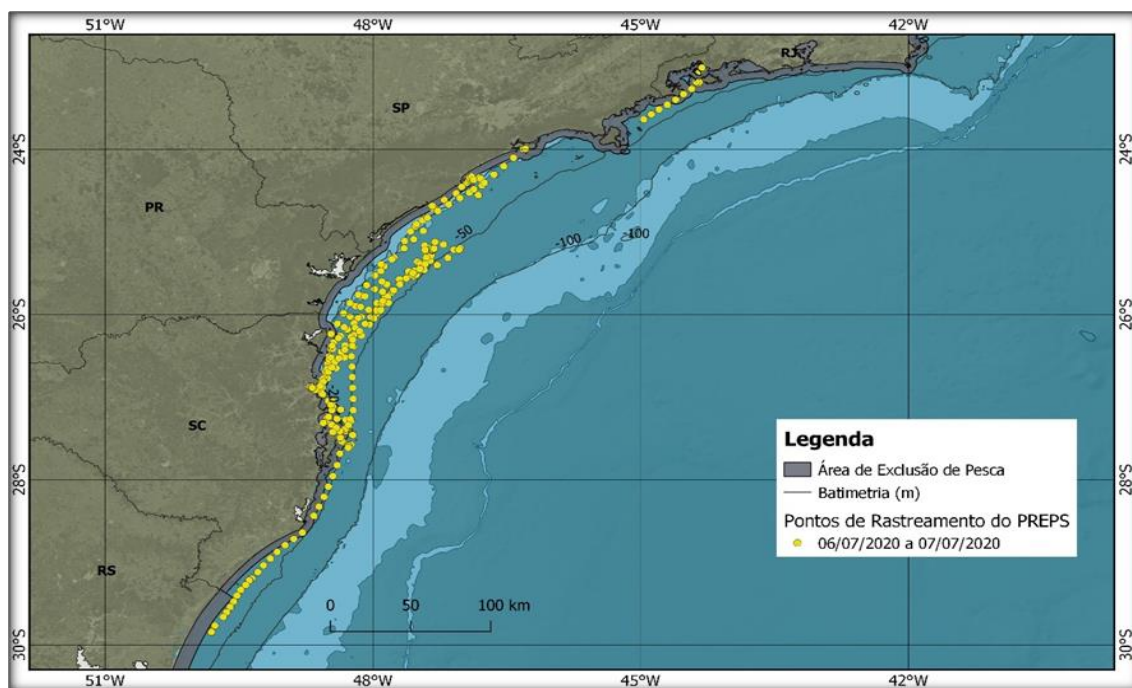 51°W 48°W 45°W 42°W
RJ
SP
24°S 24°S
PR
-50
-100 -100
26°S 26°S
-20
SC
Legenda
Área de Exclusão de Pesca
28°S 28°S
Batimetria (m)
Pontos de Rastreamento do PREPS
06/07/2020 a 07/07/2020
RS
0 50 100 km
30°S 30°S
51°W 48°W 45°W 42°W